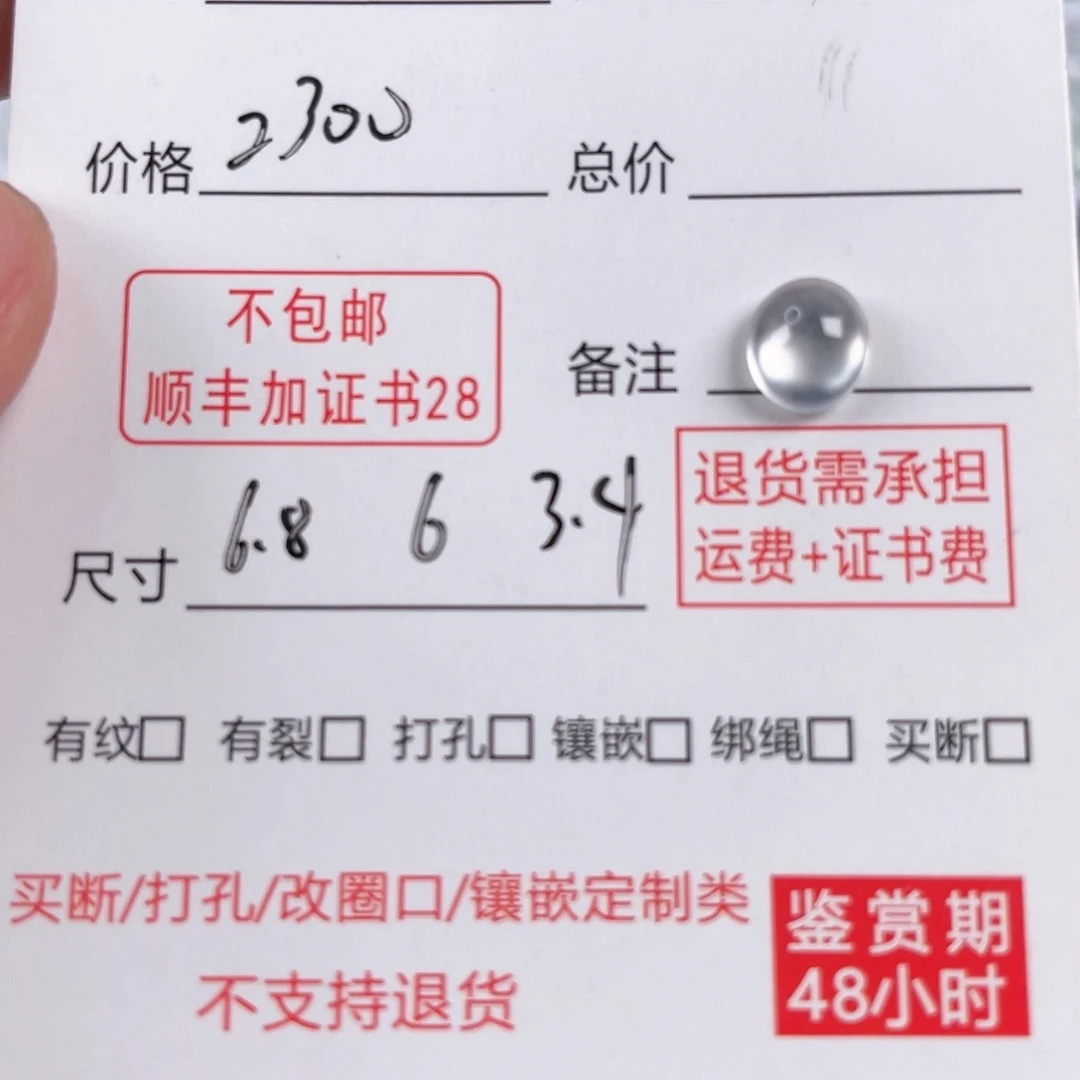 价格 2300 总价
不包邮
顺丰加证书28
备注
退货需承担
运费+证书费
尺寸 6.8 6 3.4
有纹□ 有裂□ 打孔□ 镶嵌□ 绑绳□ 买断□
买断/打孔/改圈口/镶嵌定制类
不支持退货
鉴赏期
48小时